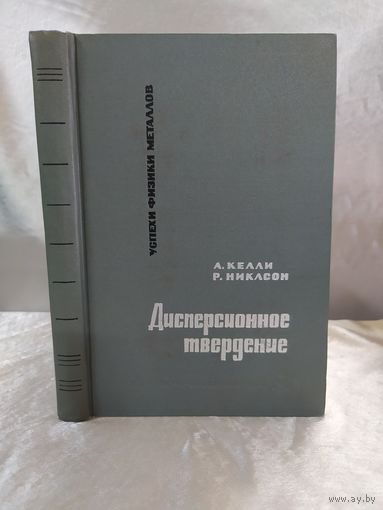 УСПЕХИ ФИЗИКИ МЕТАЛЛОВ
А. КЕЛЛИ
Р. НИКЛСОН
Дисперсионное
твердение
www.ay.by